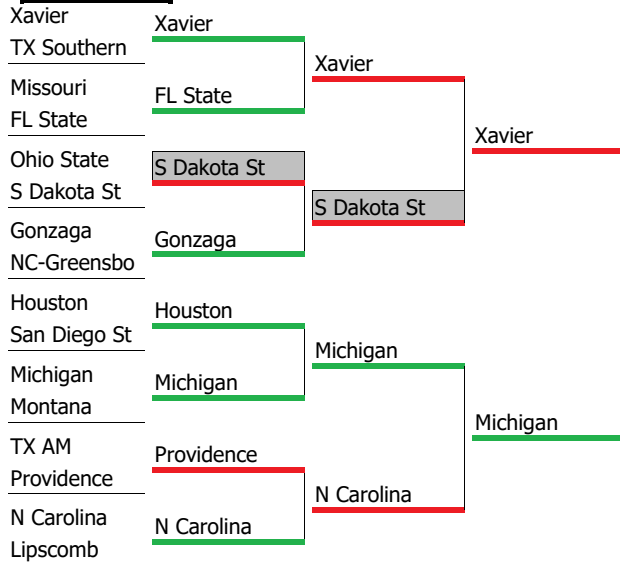 Xavier
TX Southern
Missouri
FL State
Ohio State
S Dakota St
Gonzaga
NC-Greensbo
Houston
San Diego St
Michigan
Montana
TX AM
Providence
N Carolina
Lipscomb
Xavier
FL State
S Dakota St
Gonzaga
Houston
Michigan
Providence
N Carolina
Xavier
S Dakota St
Michigan
N Carolina
Xavier
Michigan